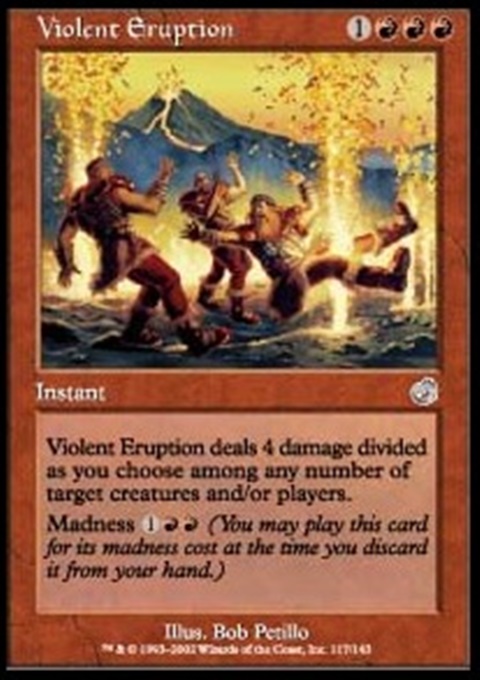 Violent Eruption 1
Instant
Violent Eruption deals 4 damage divided
as you choose among any number of
target creatures and/or players.
Madness 1 (You may play this card
for its madness cost at the time you discard
it from your hand.)
Illus. Bob Petillo
™ & © 1993-2002 Wizards of the Coast, Inc. 117/143